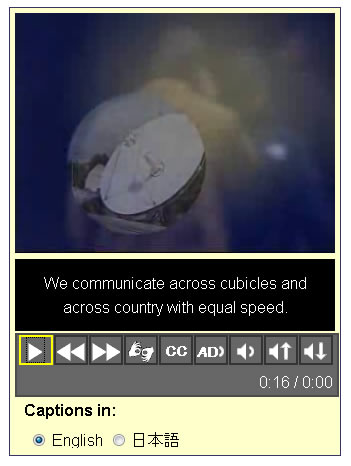 We communicate across cubicles and
across country with equal speed.
CC AD)
0:16 / 0:00
Captions in:
English 日本語